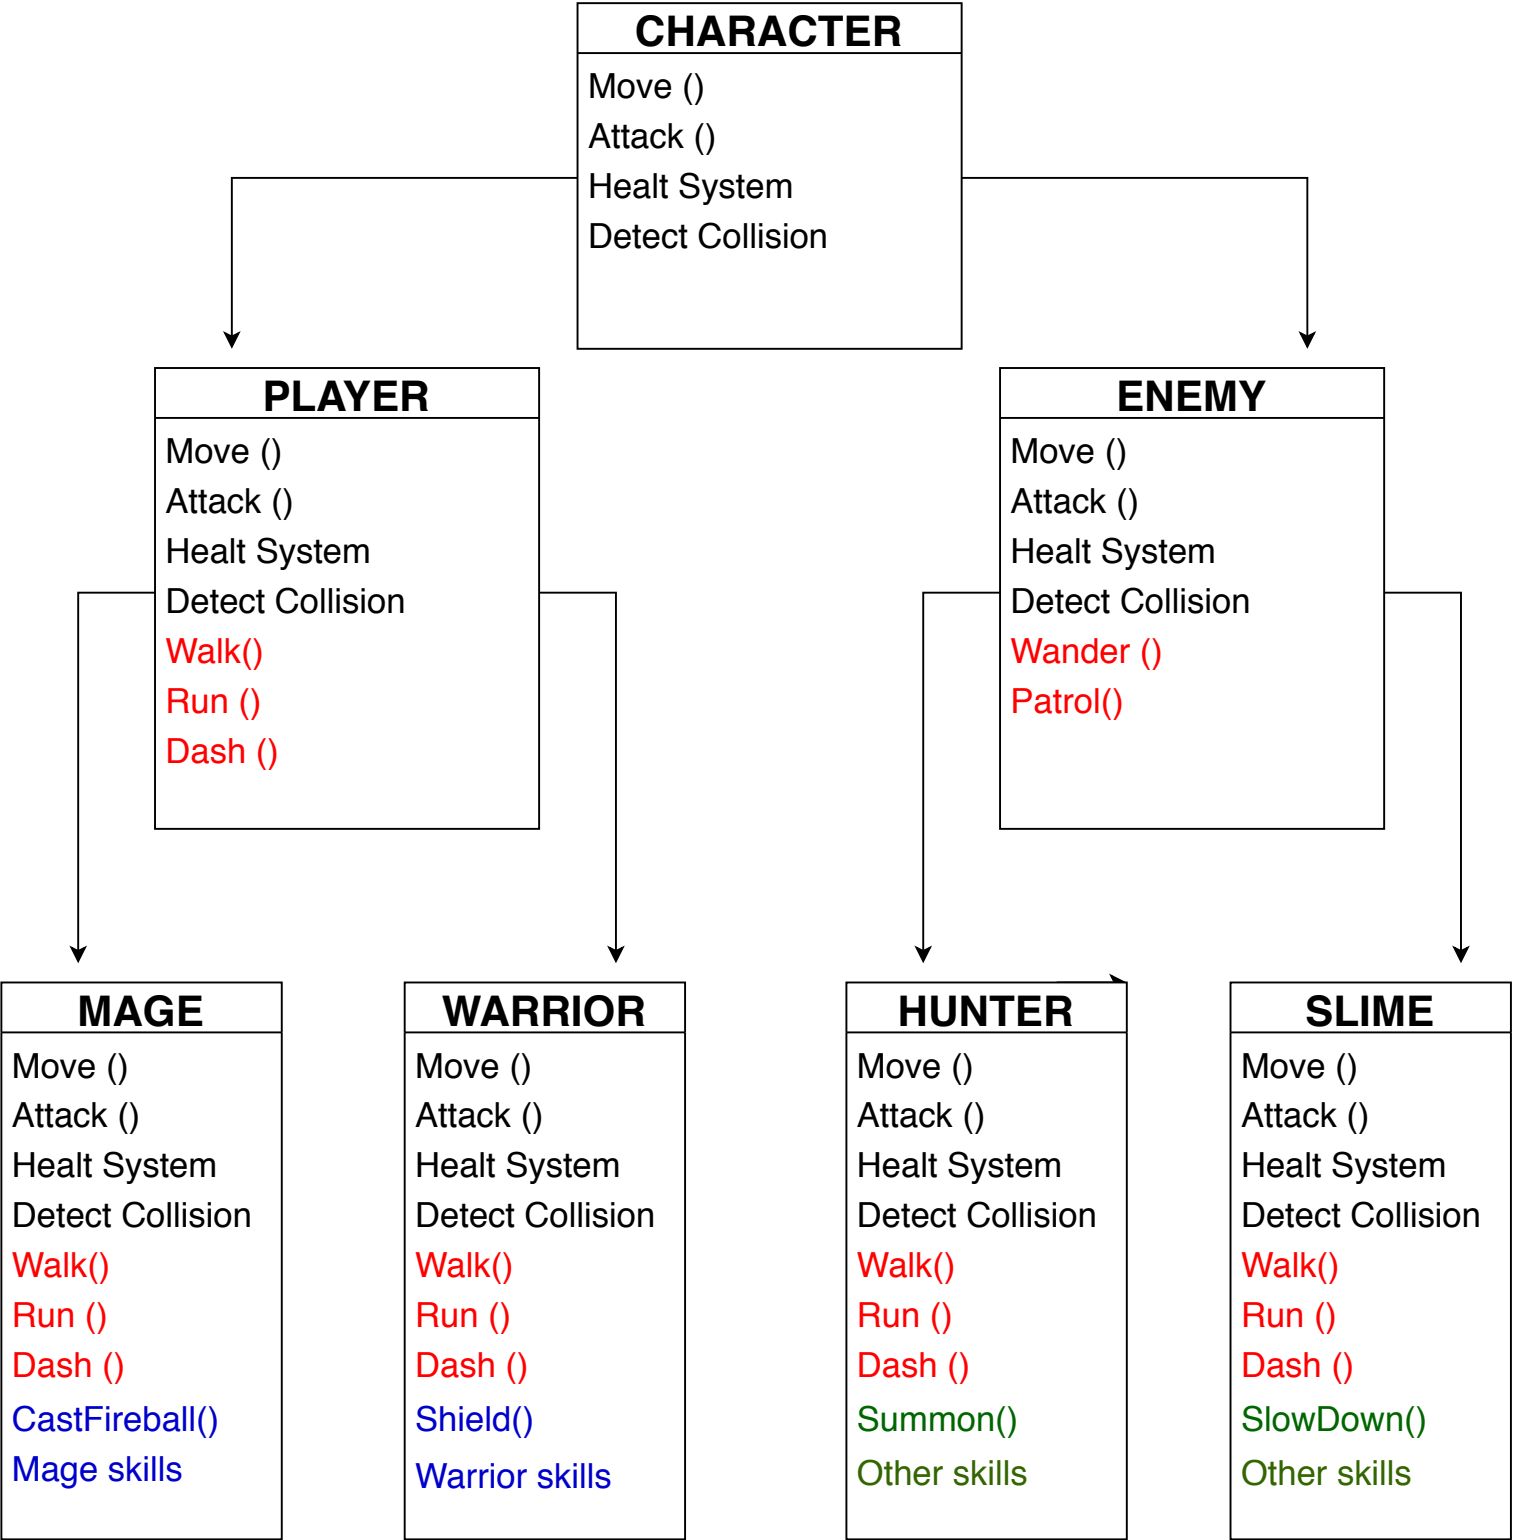 CHARACTER
Move ()
Attack ()
Healt System
Detect Collision
PLAYER
Move ()
Attack ()
Healt System
Detect Collision
Walk()
Run ()
Dash ()
ENEMY
Move ()
Attack ()
Healt System
Detect Collision
Wander ()
Patrol()
MAGE
Move ()
Attack ()
Healt System
Detect Collision
Walk()
Run ()
Dash ()
CastFireball()
Mage skills
WARRIOR
Move ()
Attack ()
Healt System
Detect Collision
Walk()
Run ()
Dash ()
Shield()
Warrior skills
HUNTER
Move ()
Attack ()
Healt System
Detect Collision
Walk()
Run ()
Dash ()
Summon()
Other skills
SLIME
Move ()
Attack ()
Healt System
Detect Collision
Walk()
Run ()
Dash ()
SlowDown()
Other skills